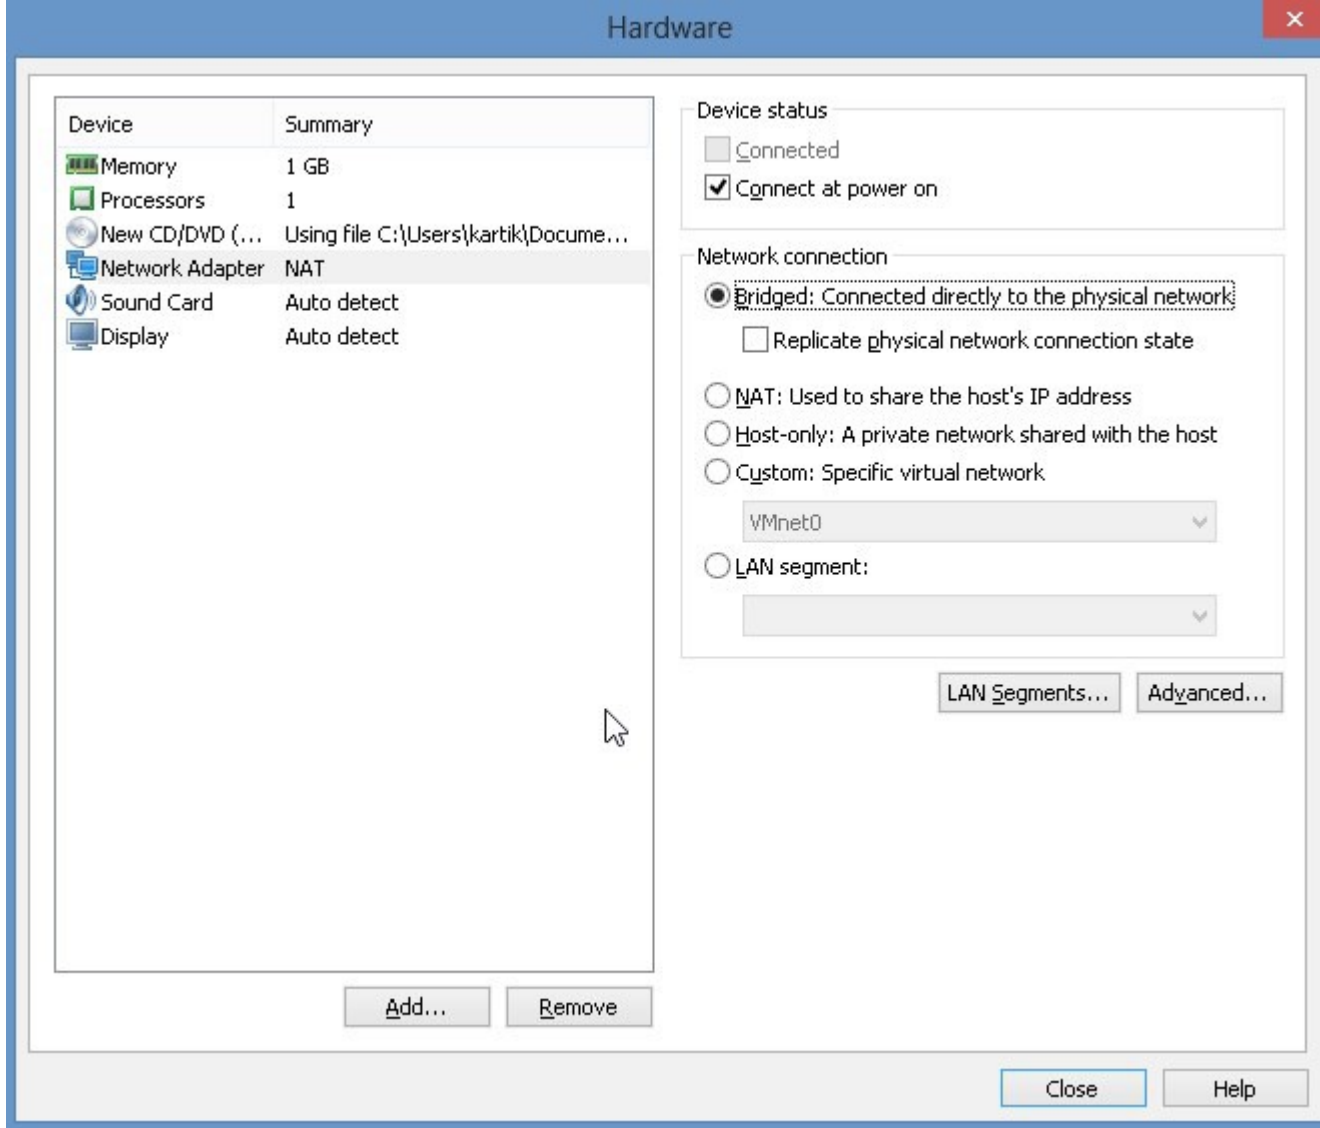 Hardware
Device Summary
Memory 1 GB
Processors 1
New CD/DVD (... Using file C:\Users\kartik\Docume...
Network Adapter NAT
Sound Card Auto detect
Display Auto detect
Add... Remove
Device status
Connected
Connect at power on
Network connection
Bridged: Connected directly to the physical network
Replicate physical network connection state
NAT: Used to share the host's IP address
Host-only: A private network shared with the host
Custom: Specific virtual network
VMnet0
LAN segment:
LAN Segments... Advanced...
Close Help